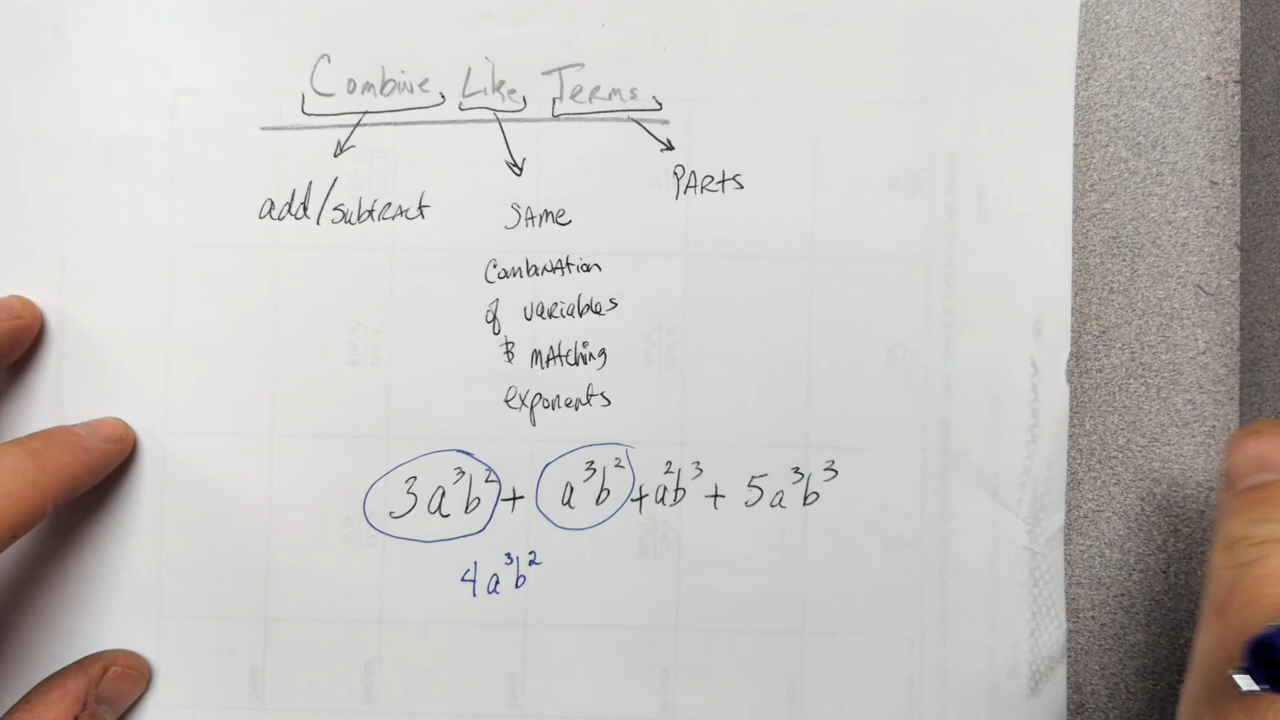 Combine Like Terms
add/subtract
same
combination
of variables
& matching
exponents
parts
3a³b² + a³b² + a²b³ + 5a³b³
4a³b²